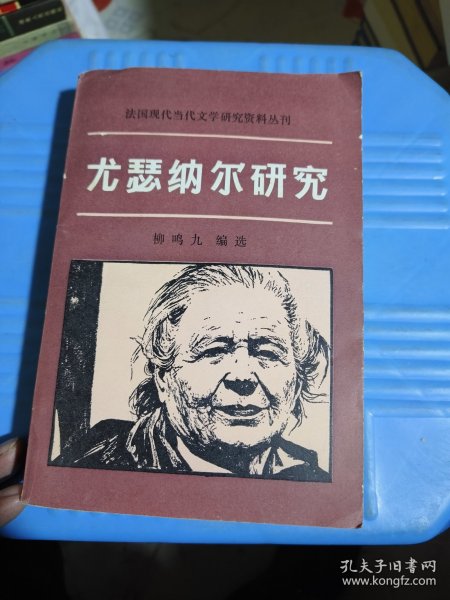 法国现代当代文学研究资料丛刊
尤瑟纳尔研究
柳鸣九 编选
孔夫子旧书网
www.kongfz.com